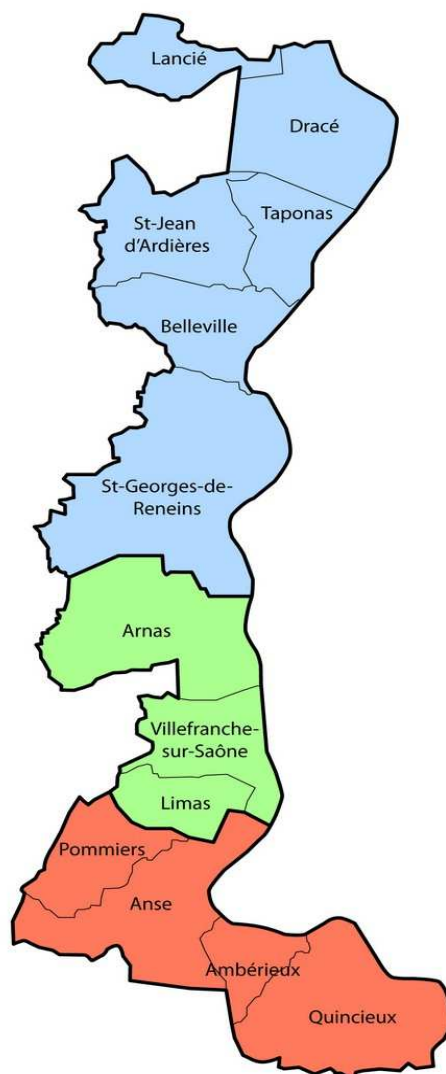 Lancié
Dracé
Taponas
St-Jean
d'Ardières
Belleville
St-Georges-de-
Reneins
Arnas
Villefranche-
sur-Saône
Limas
Pommiers
Anse
Ambérieux
Quincieux